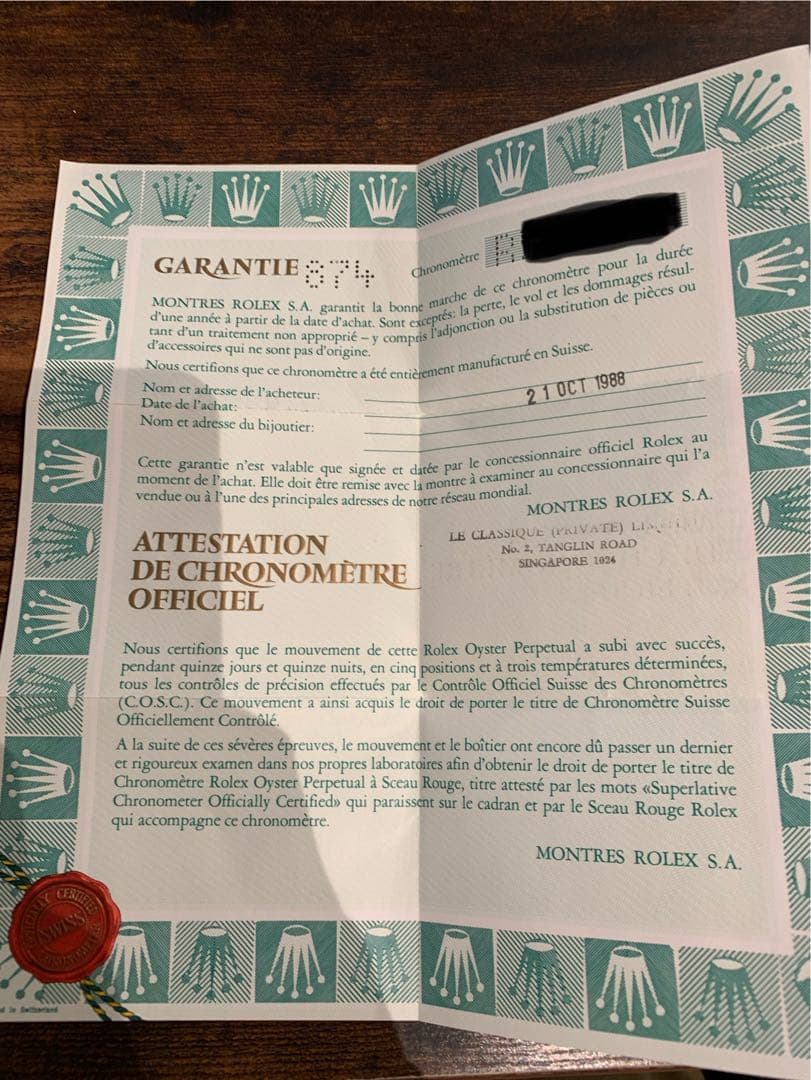 GARANTIE 874
Chronomètre R
MONTRES ROLEX S.A. garantit la bonne marche de ce chronomètre pour la durée
d'une année à partir de la date d'achat. Sont exceptés: la perte, le vol et les dommages résul-
tant d'un traitement non approprié – y compris l'adjonction ou la substitution de pièces ou
d'accessoires qui ne sont pas d'origine.
Nous certifions que ce chronomètre a été entièrement manufacturé en Suisse.
Nom et adresse de l'acheteur:
Date de l'achat: 21 OCT 1988
Nom et adresse du bijoutier:
Cette garantie n'est valable que signée et datée par le concessionnaire officiel Rolex au
moment de l'achat. Elle doit être remise avec la montre à examiner au concessionnaire qui l'a
vendue ou à l'une des principales adresses de notre réseau mondial.
MONTRES ROLEX S.A.
LE CLASSIQUE (PRIVATE)
No. 2, TANGLIN ROAD
SINGAPORE 1024
ATTESTATION
DE CHRONOMÈTRE
OFFICIEL
Nous certifions que le mouvement de cette Rolex Oyster Perpetual a subi avec succès,
pendant quinze jours et quinze nuits, en cinq positions et à trois températures déterminées,
tous les contrôles de précision effectués par le Contrôle Officiel Suisse des Chronomètres
(C.O.S.C.). Ce mouvement a ainsi acquis le droit de porter le titre de Chronomètre Suisse
Officiellement Contrôlé.
A la suite de ces sévères épreuves, le mouvement et le boîtier ont encore dû passer un dernier
et rigoureux examen dans nos propres laboratoires afin d'obtenir le droit de porter le titre de
Chronomètre Rolex Oyster Perpetual à Sceau Rouge, titre attesté par les mots «Superlative
Chronometer Officially Certified» qui paraissent sur le cadran et par le Sceau Rouge Rolex
qui accompagne ce chronomètre.
MONTRES ROLEX S.A.
CERTIFIED
SWISS
CHRONOMETER
in Switzerland